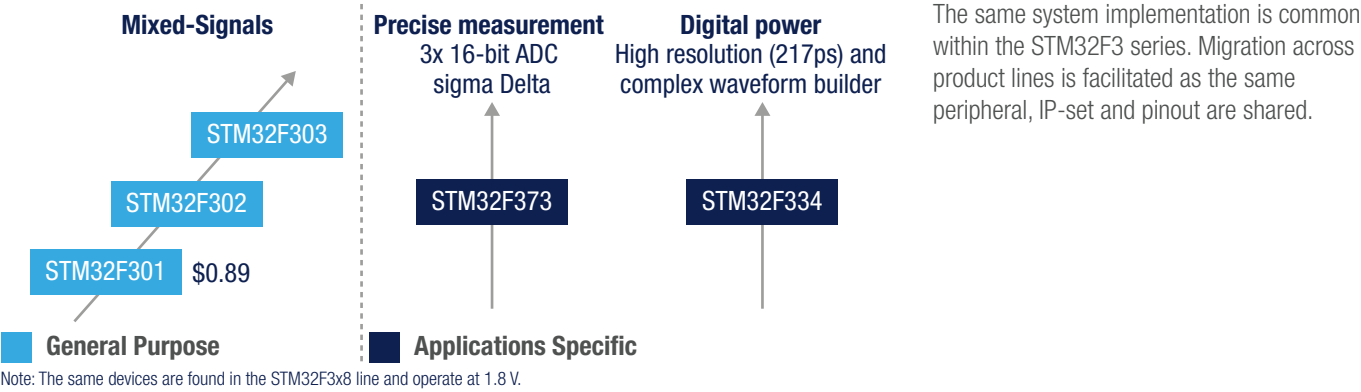 Mixed-Signals
STM32F303
STM32F302
STM32F301 $0.89
General Purpose
Precise measurement
3x 16-bit ADC
sigma Delta
STM32F373
Digital power
High resolution (217ps) and
complex waveform builder
STM32F334
Applications Specific
Note: The same devices are found in the STM32F3x8 line and operate at 1.8 V.
The same system implementation is common
within the STM32F3 series. Migration across
product lines is facilitated as the same
peripheral, IP-set and pinout are shared.